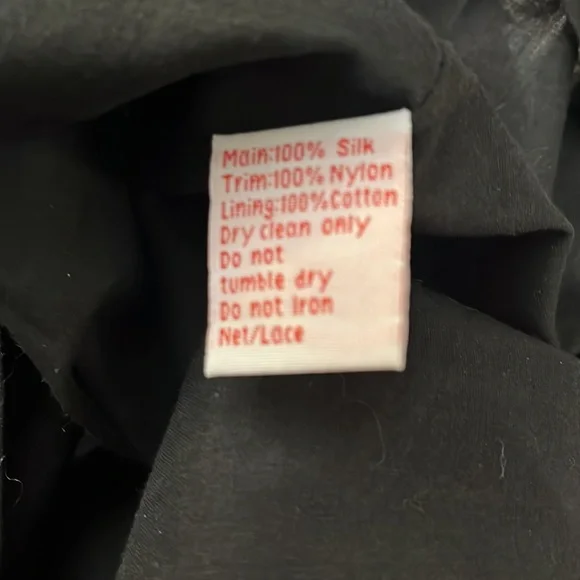 Main:100% Silk
Trim:100% Nylon
Lining:100%Cotton
Dry clean only
Do not
tumble dry
Do not Iron
Net/Lace